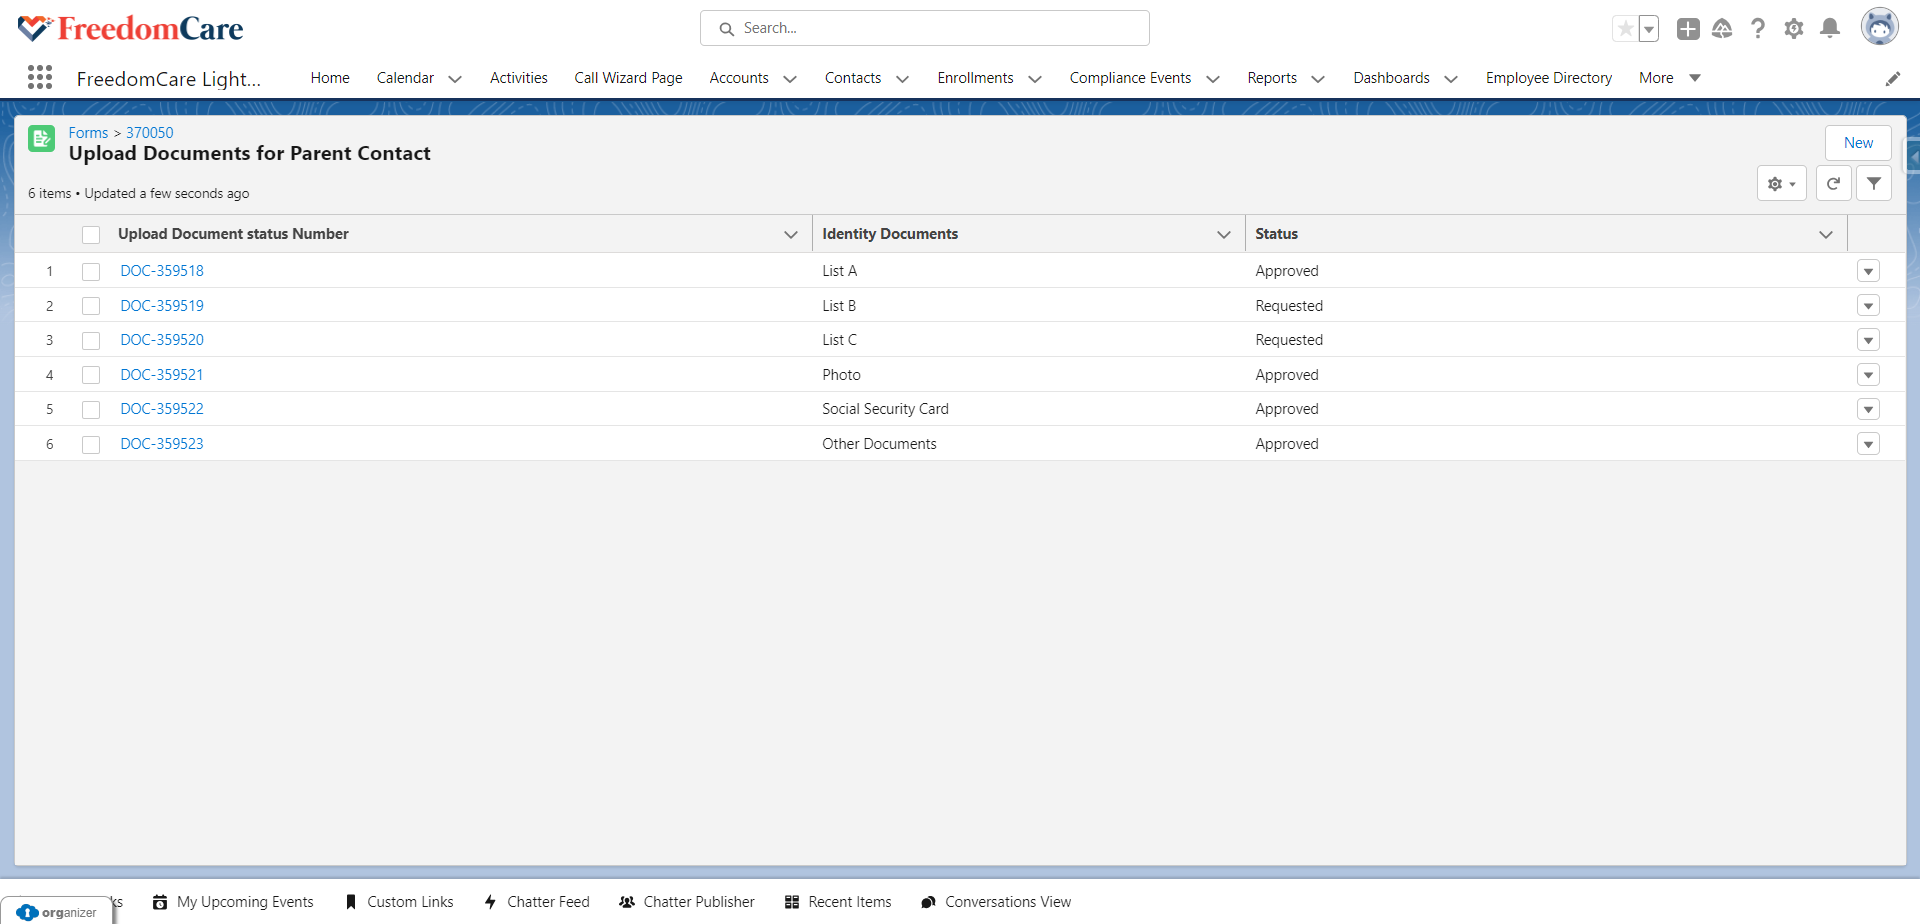 FreedomCare
Search...
FreedomCare Light...
Home
Calendar
Activities
Call Wizard Page
Accounts
Contacts
Enrollments
Compliance Events
Reports
Dashboards
Employee Directory
More
Forms > 370050
Upload Documents for Parent Contact
New
6 items • Updated a few seconds ago
Upload Document status Number Identity Documents Status
1 DOC-359518 List A Approved
2 DOC-359519 List B Requested
3 DOC-359520 List C Requested
4 DOC-359521 Photo Approved
5 DOC-359522 Social Security Card Approved
6 DOC-359523 Other Documents Approved
organizer
My Upcoming Events
Custom Links
Chatter Feed
Chatter Publisher
Recent Items
Conversations View